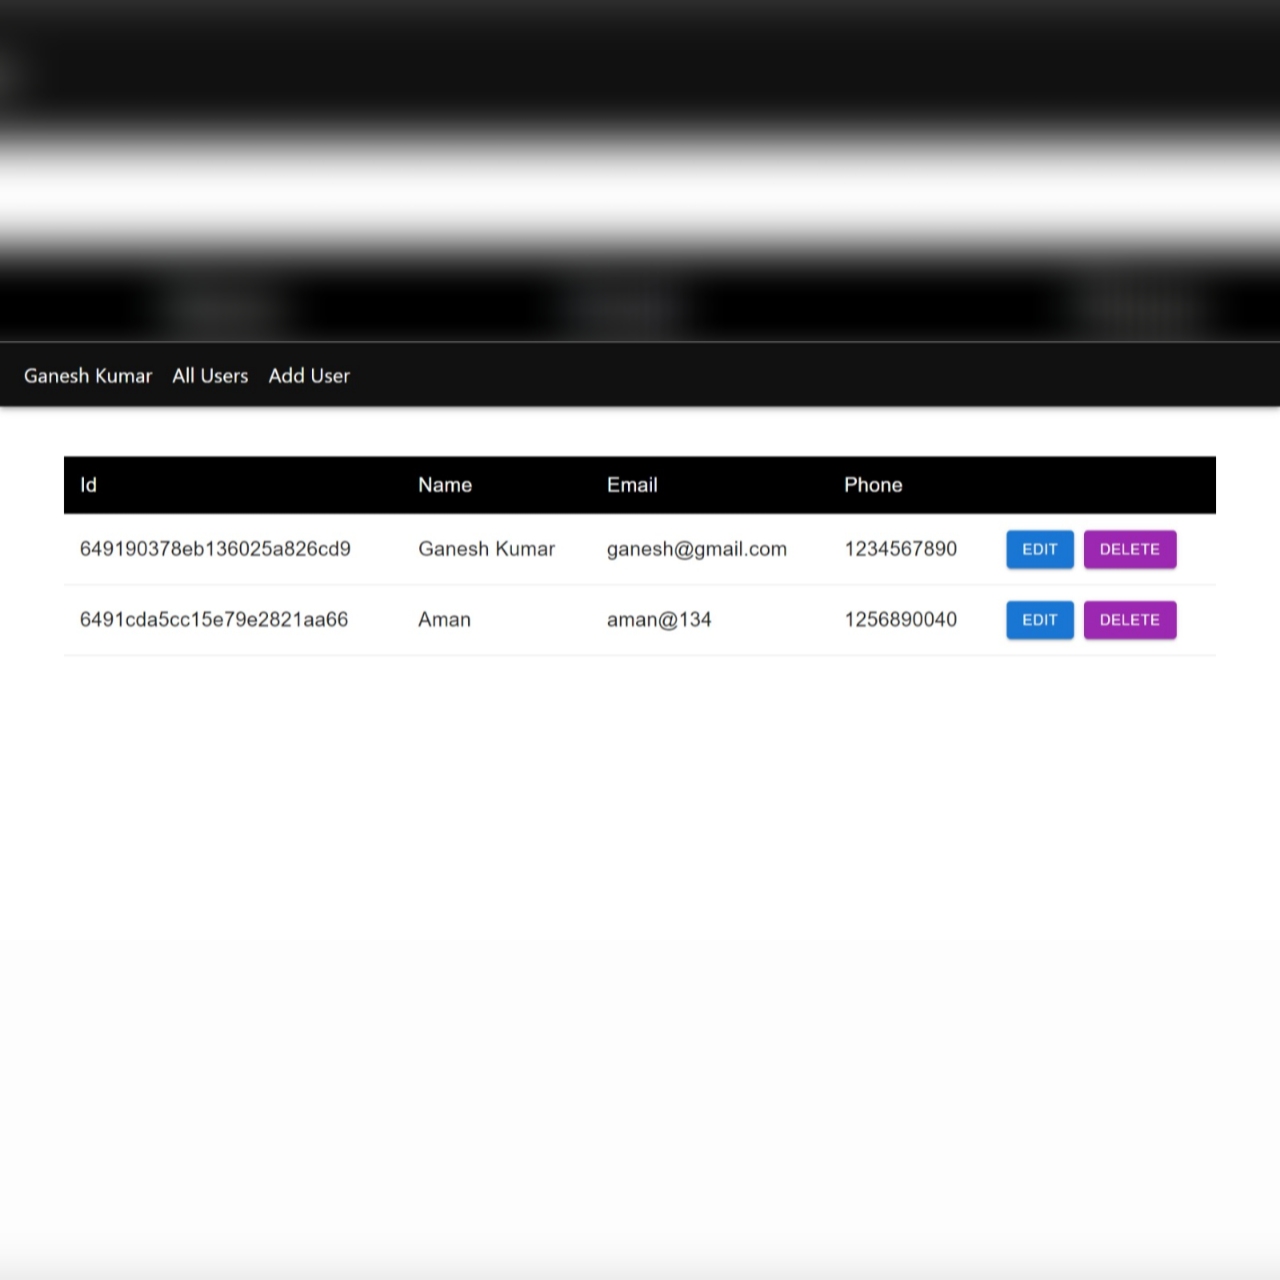 Ganesh Kumar All Users Add User
Id Name Email Phone
649190378eb136025a826cd9 Ganesh Kumar ganesh@gmail.com 1234567890 EDIT DELETE
6491cda5cc15e79e2821aa66 Aman aman@134 1256890040 EDIT DELETE